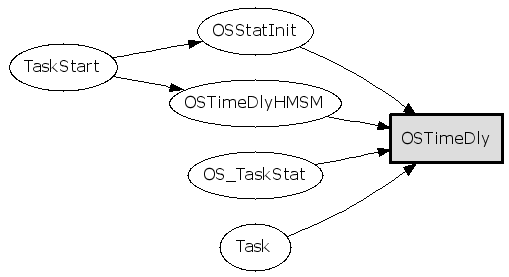 OSStatInit
TaskStart
OSTimeDlyHMSM
OSTimeDly
OS_TaskStat
Task